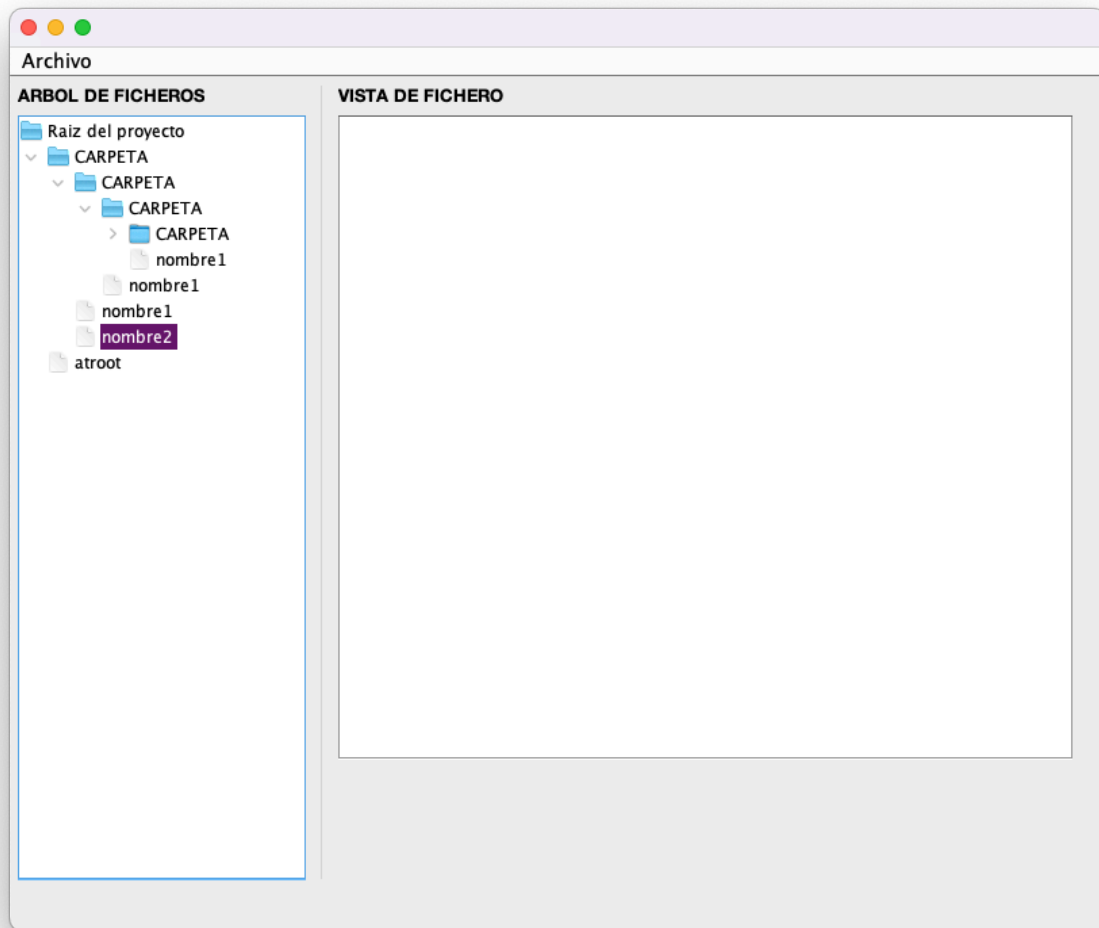 Archivo
ARBOL DE FICHEROS
VISTA DE FICHERO
Raiz del proyecto
CARPETA
CARPETA
CARPETA
CARPETA
nombre1
nombre1
nombre1
nombre2
atroot